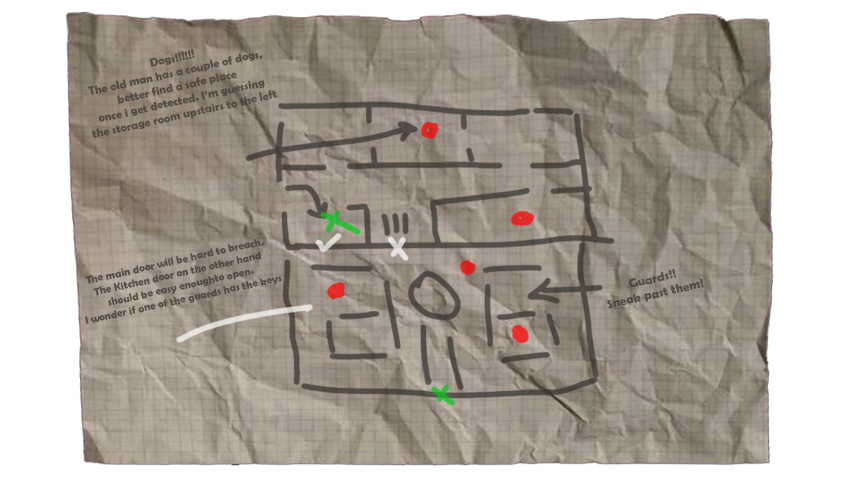 Dogs!!!!!!
The old man has a couple of dogs,
better find a safe place
once i get detected. I'm guessing
the storage room upstairs to the left
The main door will be hard to breach,
The Kitchen door on the other hand
should be easy enoughto open.
I wonder if one of the guards has the keys
Guards!!
Sneak past them!